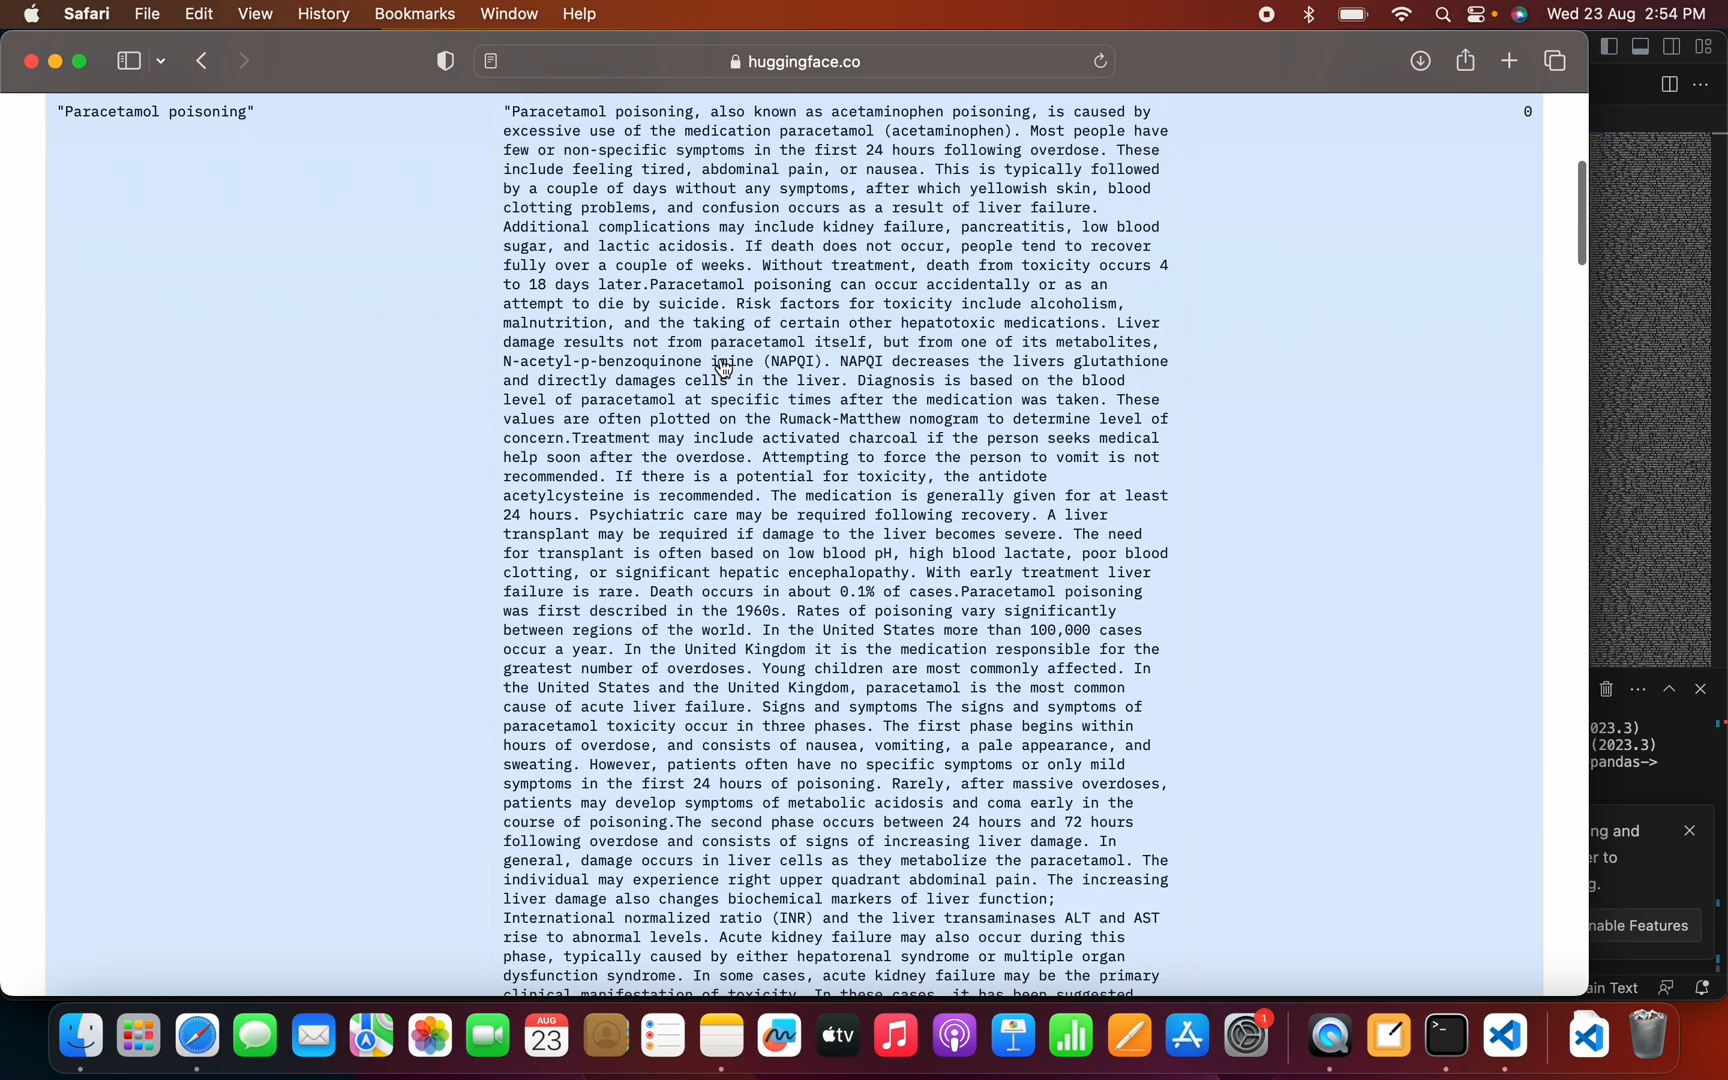 Safari File Edit View History Bookmarks Window Help Wed 23 Aug 2:54 PM
huggingface.co
"Paracetamol poisoning" "Paracetamol poisoning, also known as acetaminophen poisoning, is caused by 0
excessive use of the medication paracetamol (acetaminophen). Most people have
few or non-specific symptoms in the first 24 hours following overdose. These
include feeling tired, abdominal pain, or nausea. This is typically followed
by a couple of days without any symptoms, after which yellowish skin, blood
clotting problems, and confusion occurs as a result of liver failure.
Additional complications may include kidney failure, pancreatitis, low blood
sugar, and lactic acidosis. If death does not occur, people tend to recover
fully over a couple of weeks. Without treatment, death from toxicity occurs 4
to 18 days later.Paracetamol poisoning can occur accidentally or as an
attempt to die by suicide. Risk factors for toxicity include alcoholism,
malnutrition, and the taking of certain other hepatotoxic medications. Liver
damage results not from paracetamol itself, but from one of its metabolites,
N-acetyl-p-benzoquinone imine (NAPQI). NAPQI decreases the livers glutathione
and directly damages cells in the liver. Diagnosis is based on the blood
level of paracetamol at specific times after the medication was taken. These
values are often plotted on the Rumack-Matthew nomogram to determine level of
concern.Treatment may include activated charcoal if the person seeks medical
help soon after the overdose. Attempting to force the person to vomit is not
recommended. If there is a potential for toxicity, the antidote
acetylcysteine is recommended. The medication is generally given for at least
24 hours. Psychiatric care may be required following recovery. A liver
transplant may be required if damage to the liver becomes severe. The need
for transplant is often based on low blood pH, high blood lactate, poor blood
clotting, or significant hepatic encephalopathy. With early treatment liver
failure is rare. Death occurs in about 0.1% of cases.Paracetamol poisoning
was first described in the 1960s. Rates of poisoning vary significantly
between regions of the world. In the United States more than 100,000 cases
occur a year. In the United Kingdom it is the medication responsible for the
greatest number of overdoses. Young children are most commonly affected. In
the United States and the United Kingdom, paracetamol is the most common
cause of acute liver failure. Signs and symptoms The signs and symptoms of
paracetamol toxicity occur in three phases. The first phase begins within
hours of overdose, and consists of nausea, vomiting, a pale appearance, and
sweating. However, patients often have no specific symptoms or only mild
symptoms in the first 24 hours of poisoning. Rarely, after massive overdoses,
patients may develop symptoms of metabolic acidosis and coma early in the
course of poisoning.The second phase occurs between 24 hours and 72 hours
following overdose and consists of signs of increasing liver damage. In
general, damage occurs in liver cells as they metabolize the paracetamol. The
individual may experience right upper quadrant abdominal pain. The increasing
liver damage also changes biochemical markers of liver function;
International normalized ratio (INR) and the liver transaminases ALT and AST
rise to abnormal levels. Acute kidney failure may also occur during this
phase, typically caused by either hepatorenal syndrome or multiple organ
dysfunction syndrome. In some cases, acute kidney failure may be the primary
clinical manifestation of toxicity. In these cases, it has been suggested
023.3)
(2023.3)
pandas->
ng and
er to
g.
nable Features
ain Text
AUG
23
tv
1